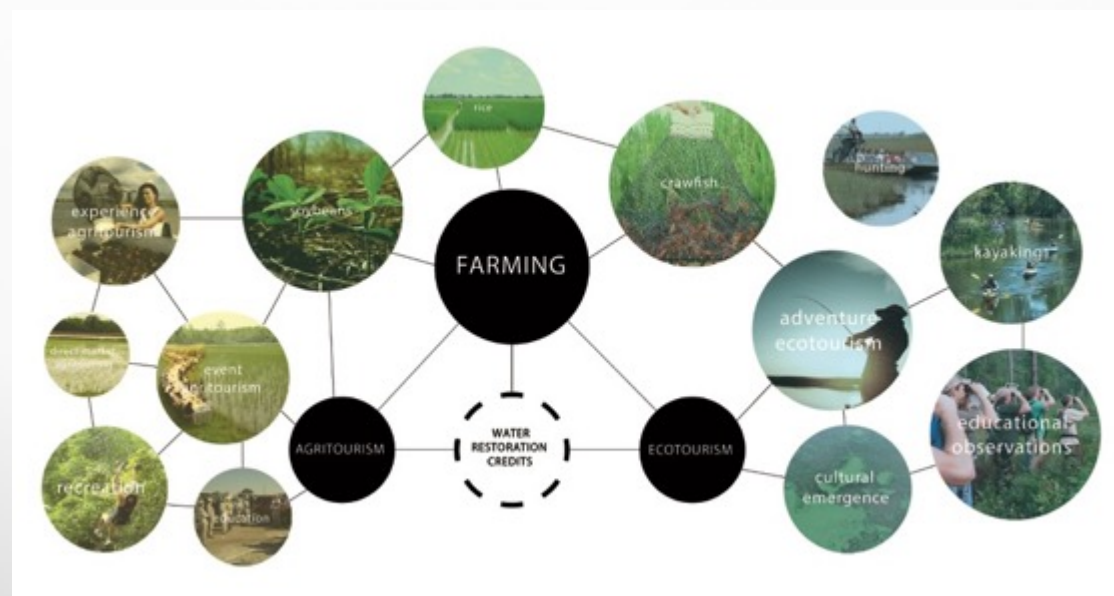 rice
soybeans
crawfish
hunting
experience
agritourism
FARMING
kayaking
adventure
ecotourism
event
agritourism
educational
observations
AGRITOURISM
WATER
RESTORATION
CREDITS
ECOTOURISM
recreation
education
cultural
emergence